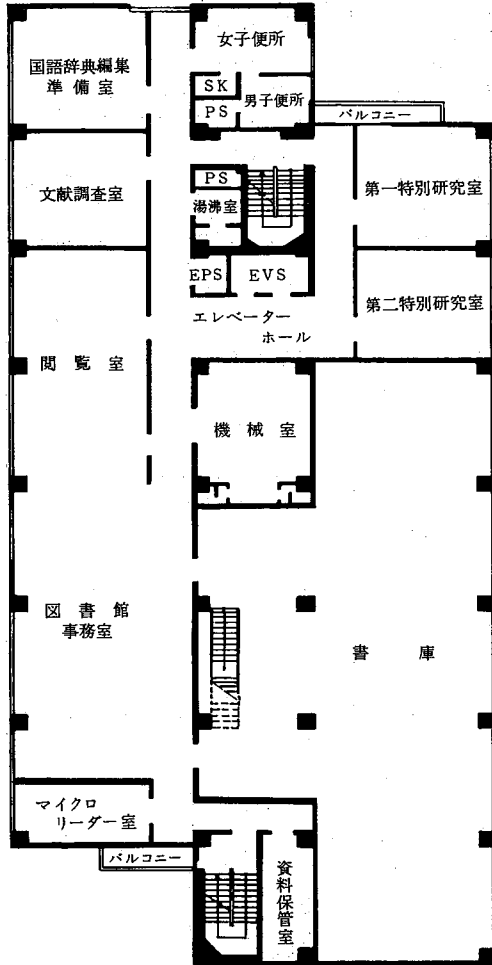 女子便所
国語辞典編集
準備室
SK
男子便所
PS
バルコニー
PS
文献調査室
第一特別研究室
湯沸室
EPS
EVS
第二特別研究室
エレベーター
ホール
閲覧室
機械室
図書館
事務室
書庫
マイクロ
リーダー室
バルコニー
資料保管室